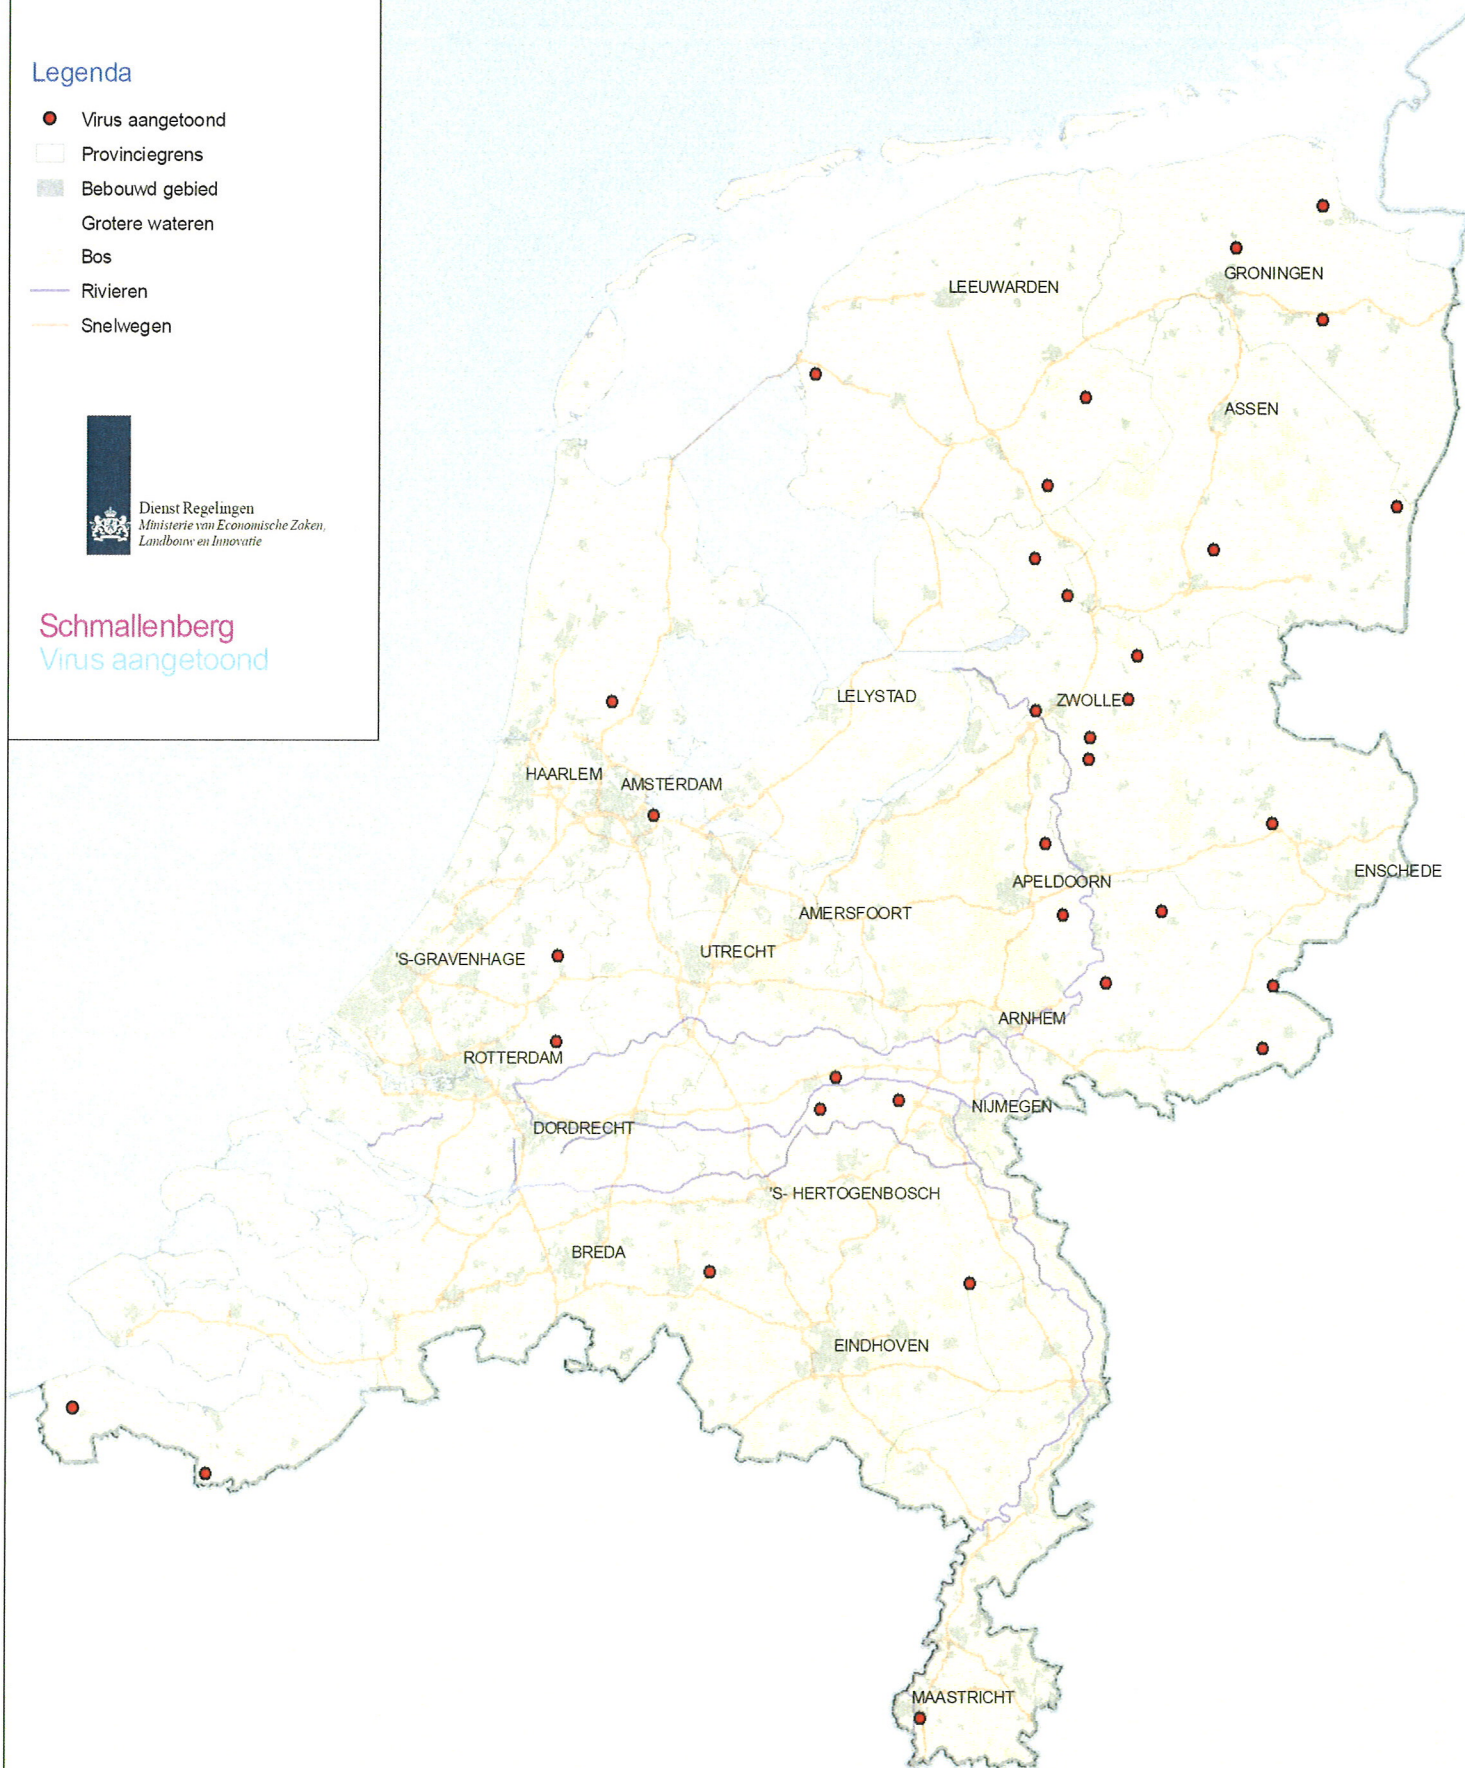 Legenda
Virus aangetoond
Provinciegrens
Bebouwd gebied
Grotere wateren
Bos
Rivieren
Snelwegen
Dienst Regelingen
Ministerie van Economische Zaken,
Landbouw en Innovatie
Schmallenberg
Virus aangetoond
GRONINGEN
LEEUWARDEN
ASSEN
LELYSTAD
ZWOLLE
HAARLEM
AMSTERDAM
ENSCHEDE
APELDOORN
AMERSFOORT
UTRECHT
'S-GRAVENHAGE
ARNHEM
ROTTERDAM
NIJMEGEN
DORDRECHT
'S- HERTOGENBOSCH
BREDA
EINDHOVEN
MAASTRICHT